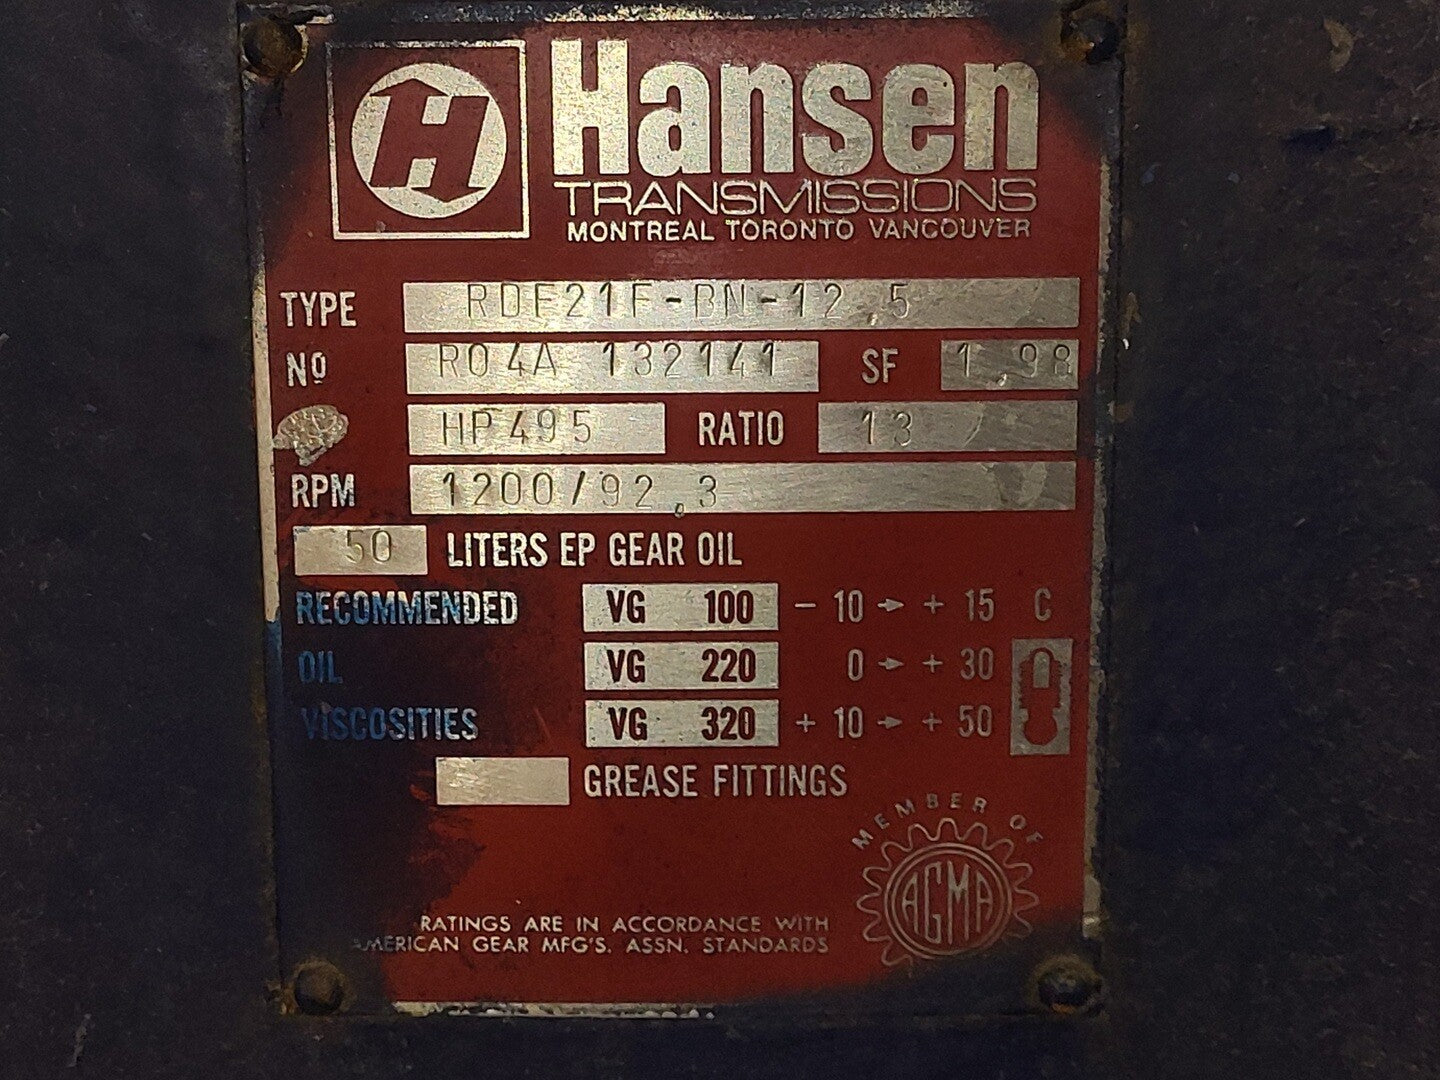 H Hansen
TRANSMISSIONS
MONTREAL TORONTO VANCOUVER
TYPE RDF21F-BN-12,5
NO RO4A 132141 SF 1,98
HP495 RATIO 13
RPM 1200/92,3
50 LITERS EP GEAR OIL
RECOMMENDED VG 100 - 10 → + 15 C
OIL VG 220 0 → + 30
VISCOSITIES VG 320 + 10 → + 50
GREASE FITTINGS
MEMBER OF
AGMA
RATINGS ARE IN ACCORDANCE WITH
AMERICAN GEAR MFG'S. ASSN. STANDARDS